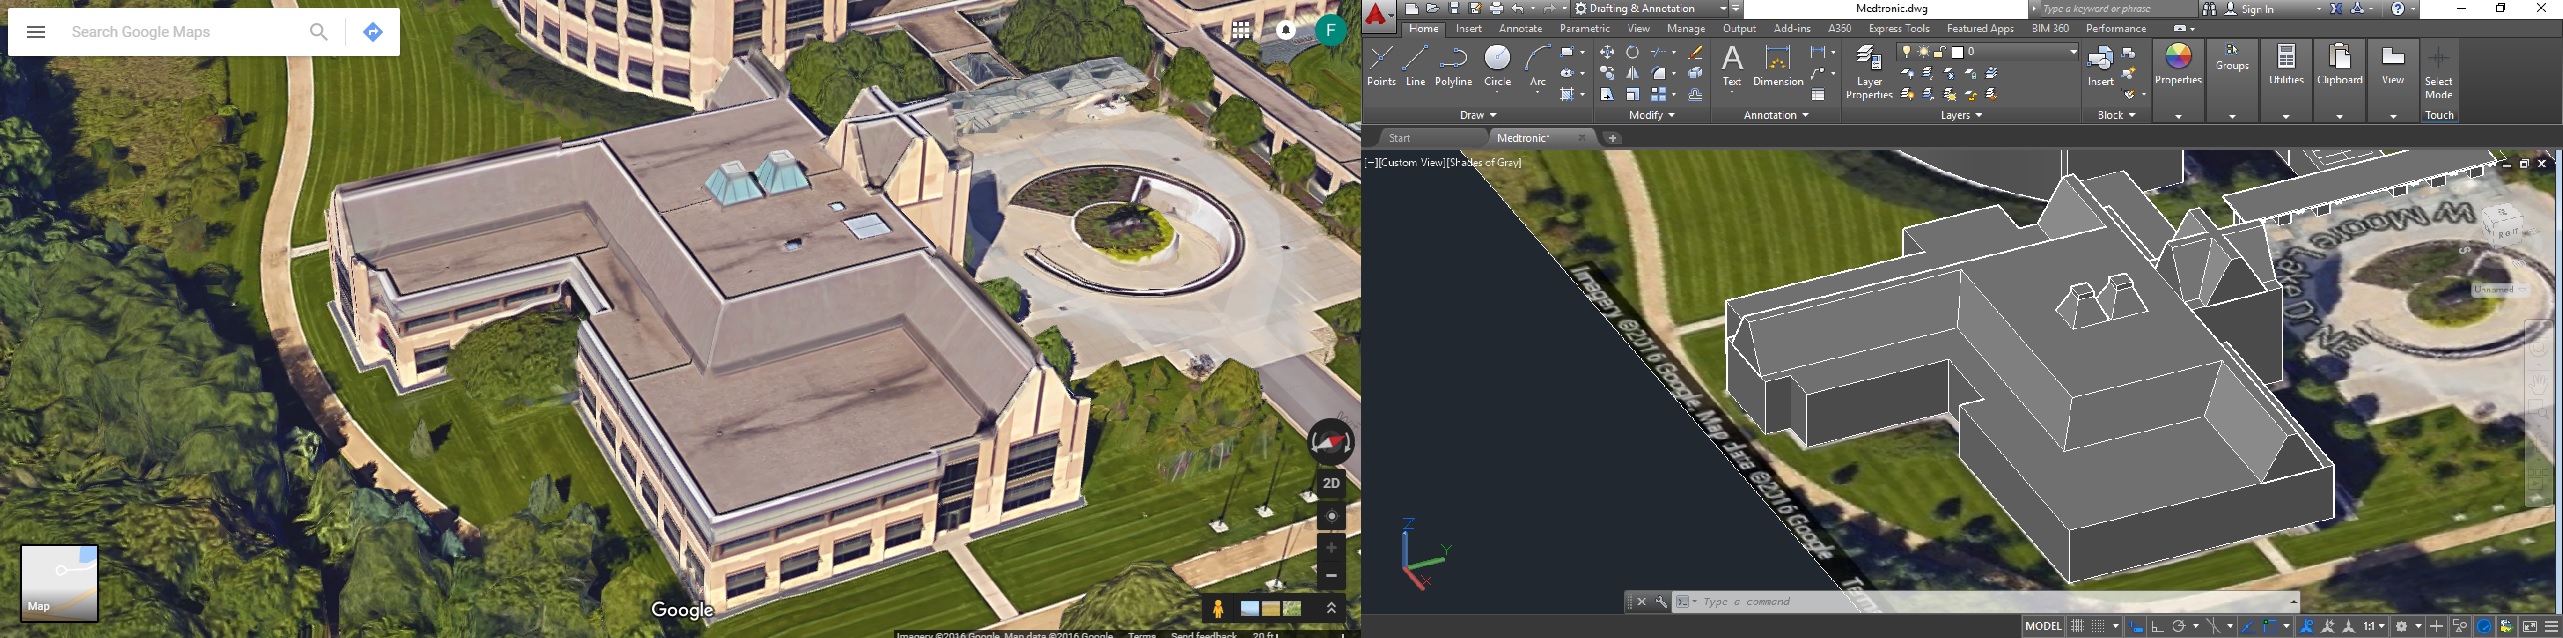 Search Google Maps
F
2D
Map
Google
Imagery ©2016 Google, Map data ©2016 Google Terms Send feedback 20 ft
Drafting & Annotation
Medtronic.dwg
Type a keyword or phrase
Sign In
Home Insert Annotate Parametric View Manage Output Add-ins A360 Express Tools Featured Apps BIM 360 Performance
Points Line Polyline Circle Arc
Text Dimension
Layer Properties
0
Insert
Properties
Groups
Utilities
Clipboard
View
Select Mode
Draw Modify Annotation Layers Block Touch
Start Medtronic*
[−][Custom View][Shades of Gray]
W Moore Lake Dr
S
RIGHT
Unnamed
Imagery ©2016 Google, Map data ©2016 Google
Z
Y
X
Type a command
MODEL 1:1